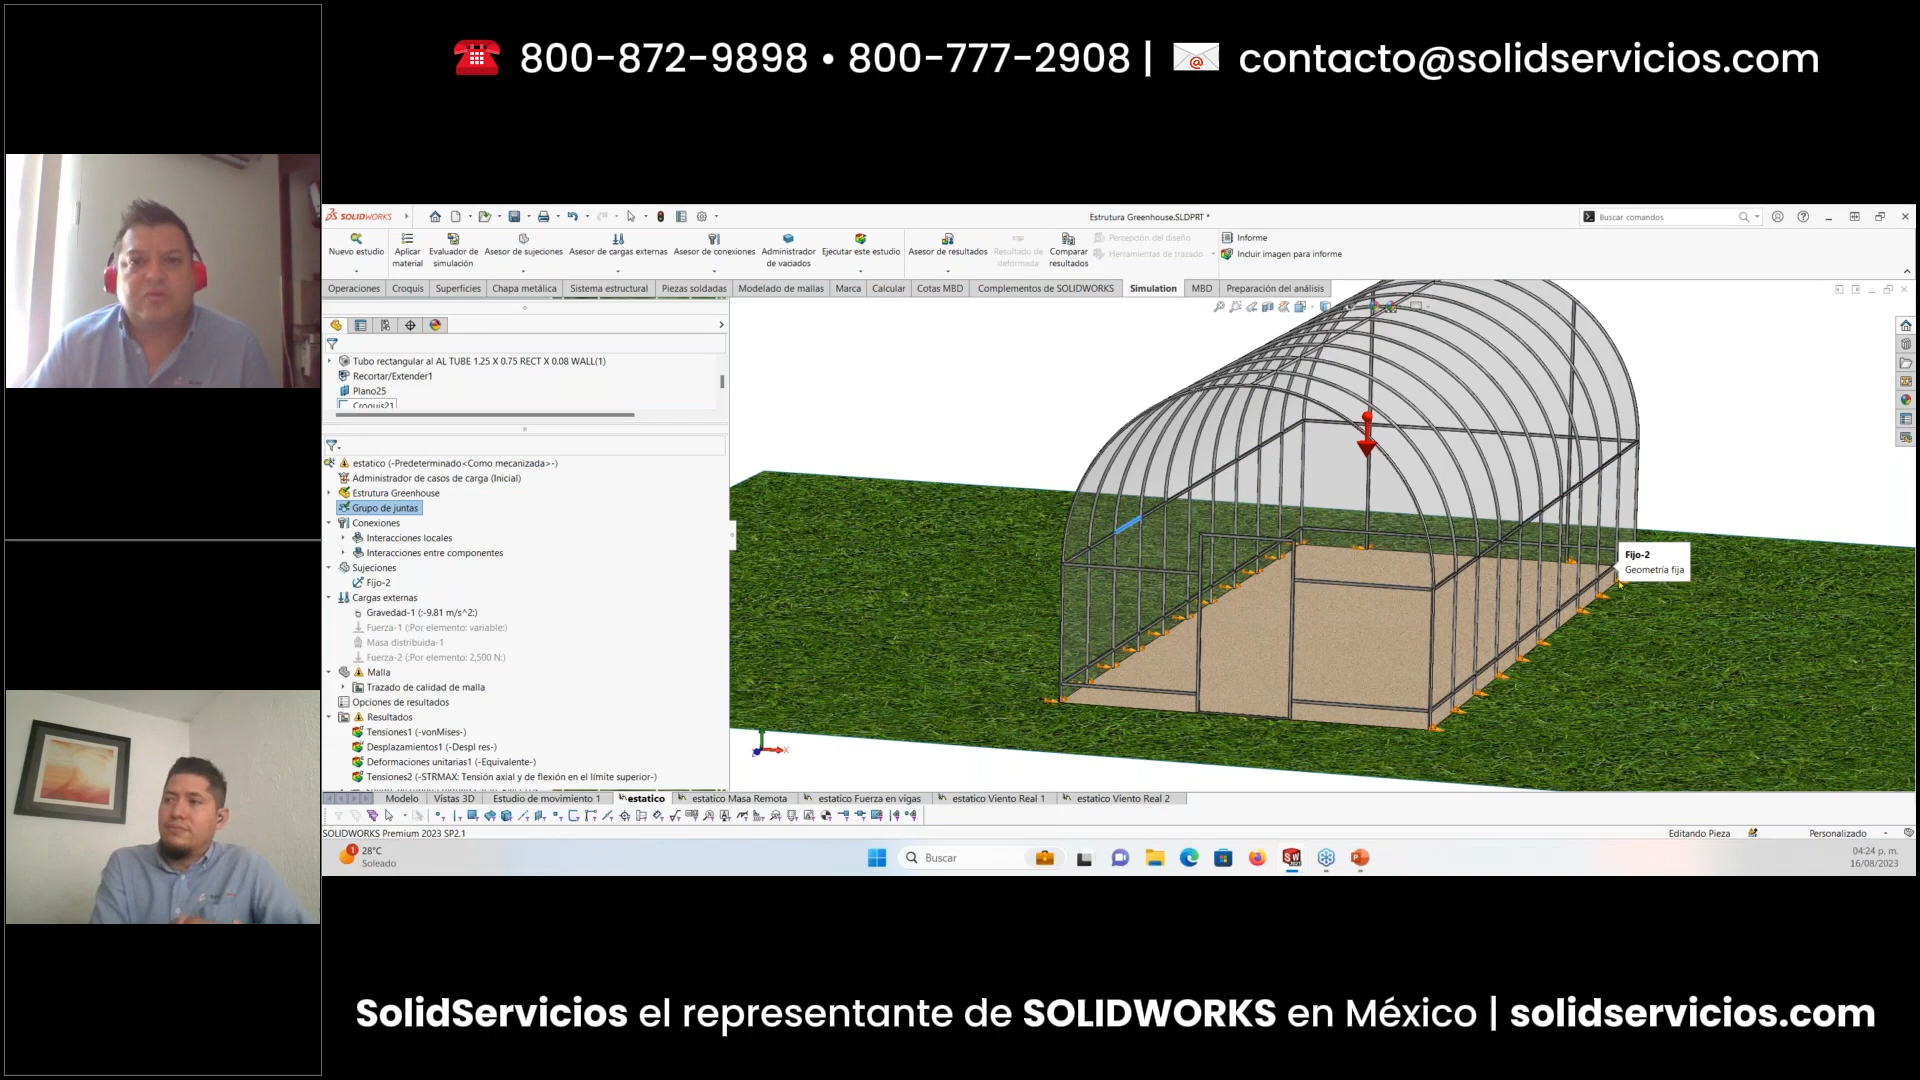 800-872-9898 • 800-777-2908 | contacto@solidservicios.com
SOLIDWORKS
Estrutura Greenhouse.SLDPRT *
Buscar comandos
Nuevo estudio
Aplicar material
Evaluador de simulación
Asesor de sujeciones
Asesor de cargas externas
Asesor de conexiones
Administrador de vaciados
Ejecutar este estudio
Asesor de resultados
Resultado de deformada
Comparar resultados
Percepción del diseño
Herramientas de trazado
Informe
Incluir imagen para informe
Operaciones
Croquis
Superficies
Chapa metálica
Sistema estructural
Piezas soldadas
Modelado de mallas
Marca
Calcular
Cotas MBD
Complementos de SOLIDWORKS
Simulation
MBD
Preparación del análisis
Tubo rectangular al AL TUBE 1.25 X 0.75 RECT X 0.08 WALL(1)
Recortar/Extender1
Plano25
Croquis21
estatico (-Predeterminado<Como mecanizada>-)
Administrador de casos de carga (Inicial)
Estrutura Greenhouse
Grupo de juntas
Conexiones
Interacciones locales
Interacciones entre componentes
Sujeciones
Fijo-2
Cargas externas
Gravedad-1 (:-9.81 m/s^2:)
Fuerza-1 (:Por elemento: variable:)
Masa distribuida-1
Fuerza-2 (:Por elemento: 2,500 N:)
Malla
Trazado de calidad de malla
Opciones de resultados
Resultados
Tensiones1 (-vonMises-)
Desplazamientos1 (-Despl res-)
Deformaciones unitarias1 (-Equivalente-)
Tensiones2 (-STRMAX: Tensión axial y de flexión en el límite superior-)
Fijo-2
Geometría fija
X
Modelo
Vistas 3D
Estudio de movimiento 1
estatico
estatico Masa Remota
estatico Fuerza en vigas
estatico Viento Real 1
estatico Viento Real 2
SOLIDWORKS Premium 2023 SP2.1
Editando Pieza
Personalizado
1
28°C
Soleado
Buscar
04:24 p. m.
16/08/2023
SolidServicios el representante de SOLIDWORKS en México | solidservicios.com